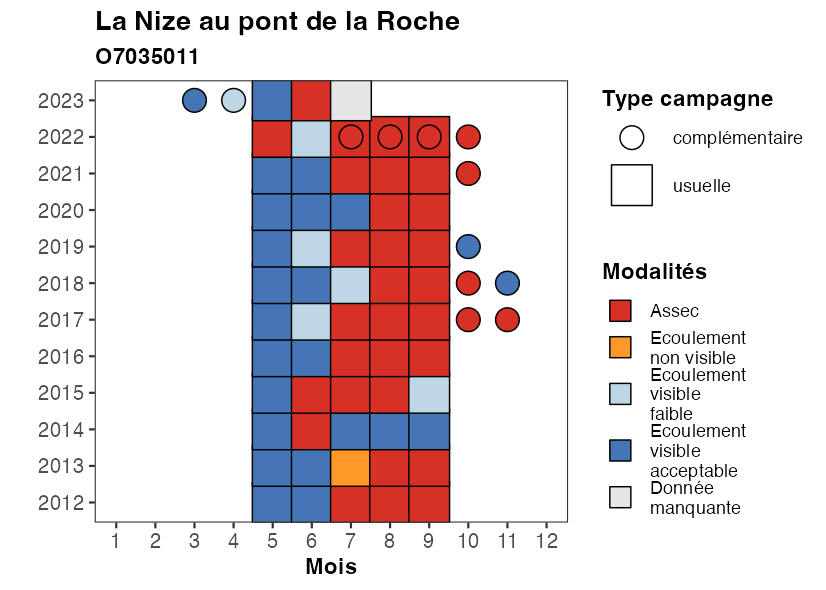 La Nize au pont de la Roche
O7035011
2023
2022
2021
2020
2019
2018
2017
2016
2015
2014
2013
2012
1 2 3 4 5 6 7 8 9 10 11 12
Mois
Type campagne
complémentaire
usuelle
Modalités
Assec
Ecoulement
non visible
Ecoulement
visible
faible
Ecoulement
visible
acceptable
Donnée
manquante